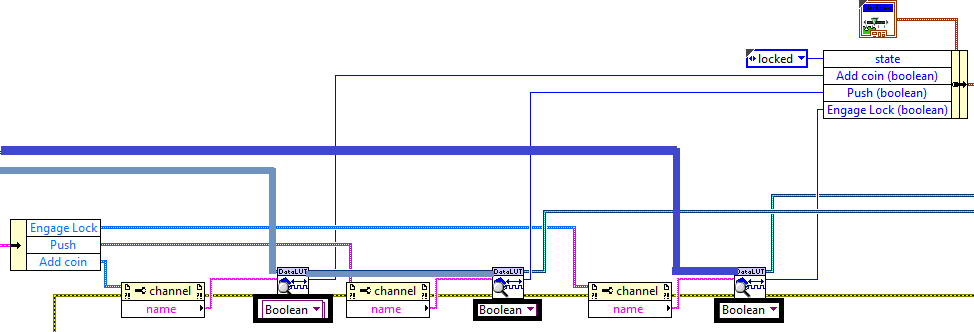 locked
state
Add coin (boolean)
Push (boolean)
Engage Lock (boolean)
Engage Lock
Push
Add coin
channel
name
DataLUT
Boolean
channel
name
DataLUT
Boolean
channel
name
DataLUT
Boolean